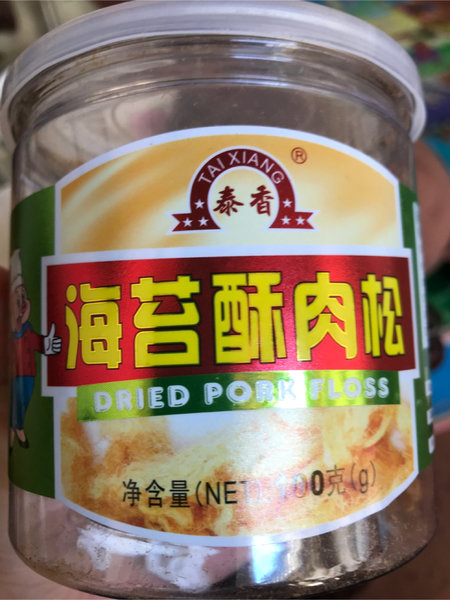 TAI XIANG
®
泰香
海苔酥肉松
DRIED PORK FLOSS
净含量(NET) 100克(g)